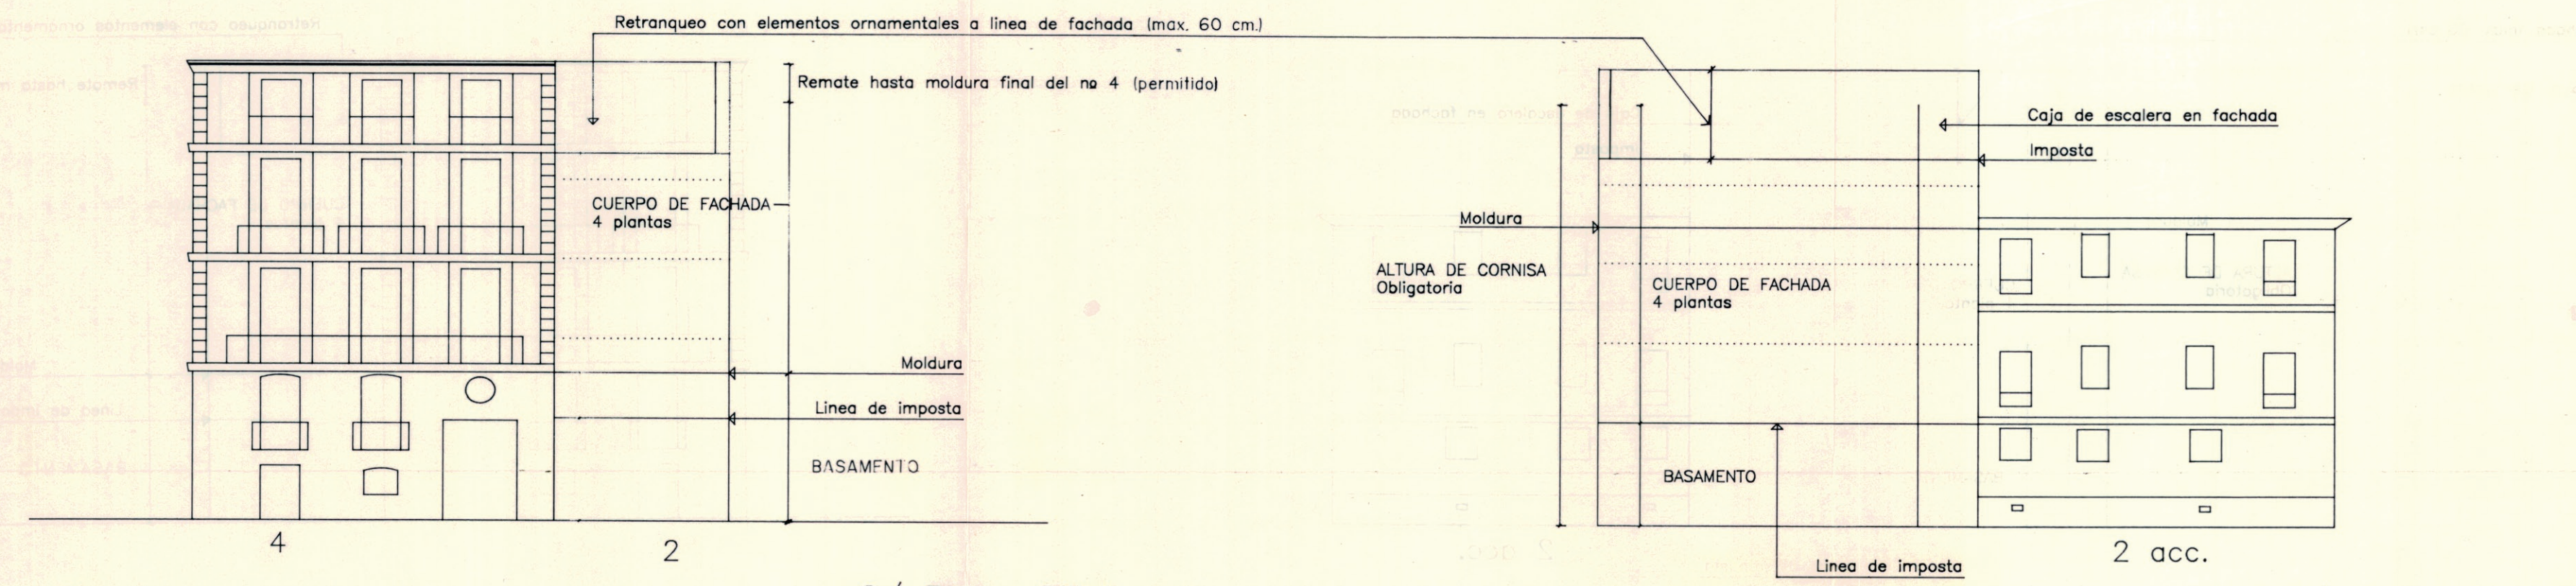 Retranqueo con elementos ornamentales a linea de fachada (max. 60 cm.)
Remate hasta moldura final del no 4 (permitido)
CUERPO DE FACHADA
4 plantas
Moldura
Linea de imposta
BASAMENTO
4
2
Caja de escalera en fachada
Imposta
Moldura
ALTURA DE CORNISA
Obligatoria
CUERPO DE FACHADA
4 plantas
BASAMENTO
Linea de imposta
2 acc.